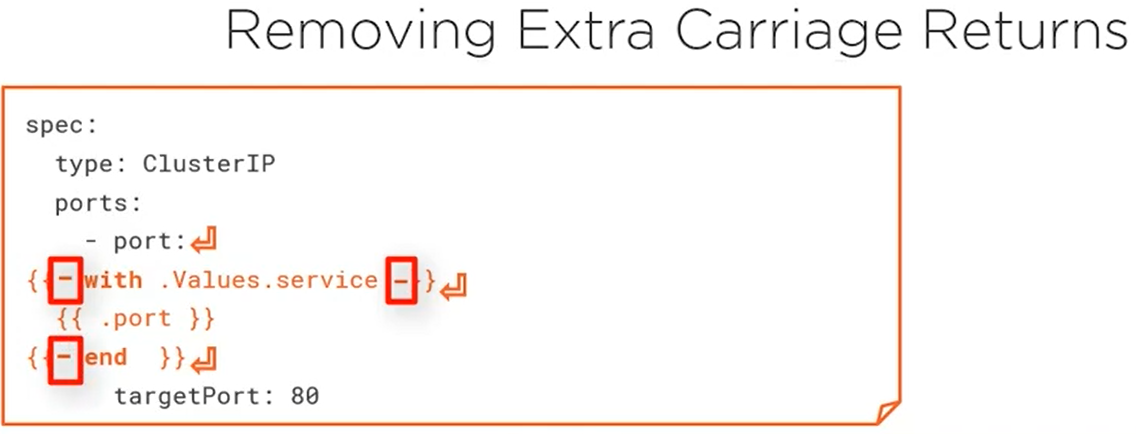 Removing Extra Carriage Returns
spec:
  type: ClusterIP
  ports:
    - port:
{{- with .Values.service -}}
  {{ .port }}
{{- end  }}
      targetPort: 80